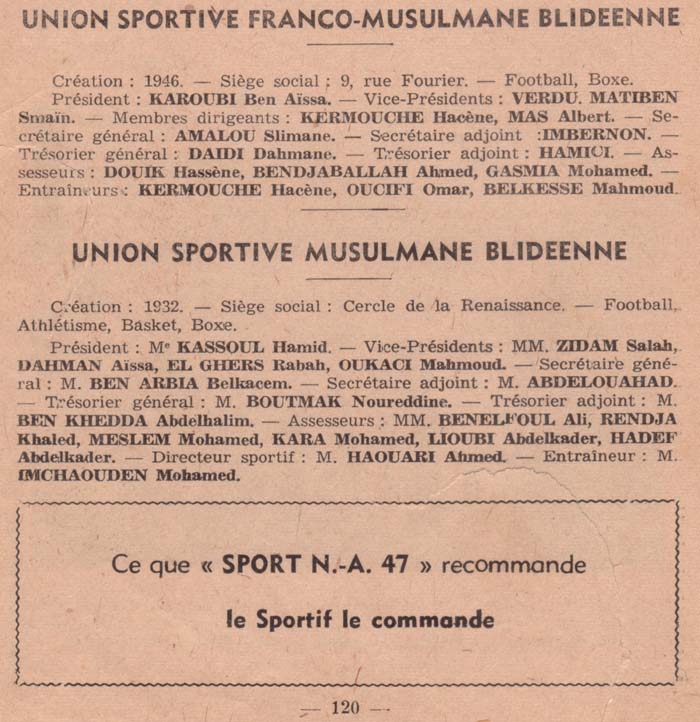 UNION SPORTIVE FRANCO-MUSULMANE BLIDEENNE
Création : 1946. — Siège social : 9, rue Fourier. — Football, Boxe.
Président : KAROUBI Ben Aïssa. — Vice-Présidents : VERDU. MATIBEN
Smaïn. — Membres dirigeants : KERMOUCHE Hacène, MAS Albert. — Se-
crétaire général : AMALOU Slimane. — Secrétaire adjoint :IMBERNON. —
Trésorier général : DAIDI Dahmane. — Trésorier adjoint : HAMICI. — As-
sesseurs : DOUIK Hassène, BENDJABALLAH Ahmed, GASMIA Mohamed. —
Entraîneurs : KERMOUCHE Hacène, OUCIFI Omar, BELKESSE Mahmoud
UNION SPORTIVE MUSULMANE BLIDEENNE
Création : 1932. — Siège social : Cercle de la Renaissance. — Football,
Athlétisme, Basket, Boxe.
Président : Me KASSOUL Hamid. — Vice-Présidents : MM. ZIDAM Salah,
DAHMAN Aïssa, EL GHERS Rabah, OUKACI Mahmoud. — Secrétaire géné-
ral : M. BEN ARBIA Belkacem. — Secrétaire adjoint : M. ABDELOUAHAD.
— Trésorier général : M. BOUTMAK Noureddine. — Trésorier adjoint : M.
BEN KHEDDA Abdelhalim. — Assesseurs : MM. BENELFOUL Ali, RENDJA
Khaled, MESLEM Mohamed, KARA Mohamed, LIOUBI Abdelkader, HADEF
Abdelkader. — Directeur sportif : M. HAOUARI Ahmed. — Entraîneur : M.
IMCHAOUDEN Mohamed.
Ce que « SPORT N.-A. 47 » recommande
le Sportif le commande
— 120 —